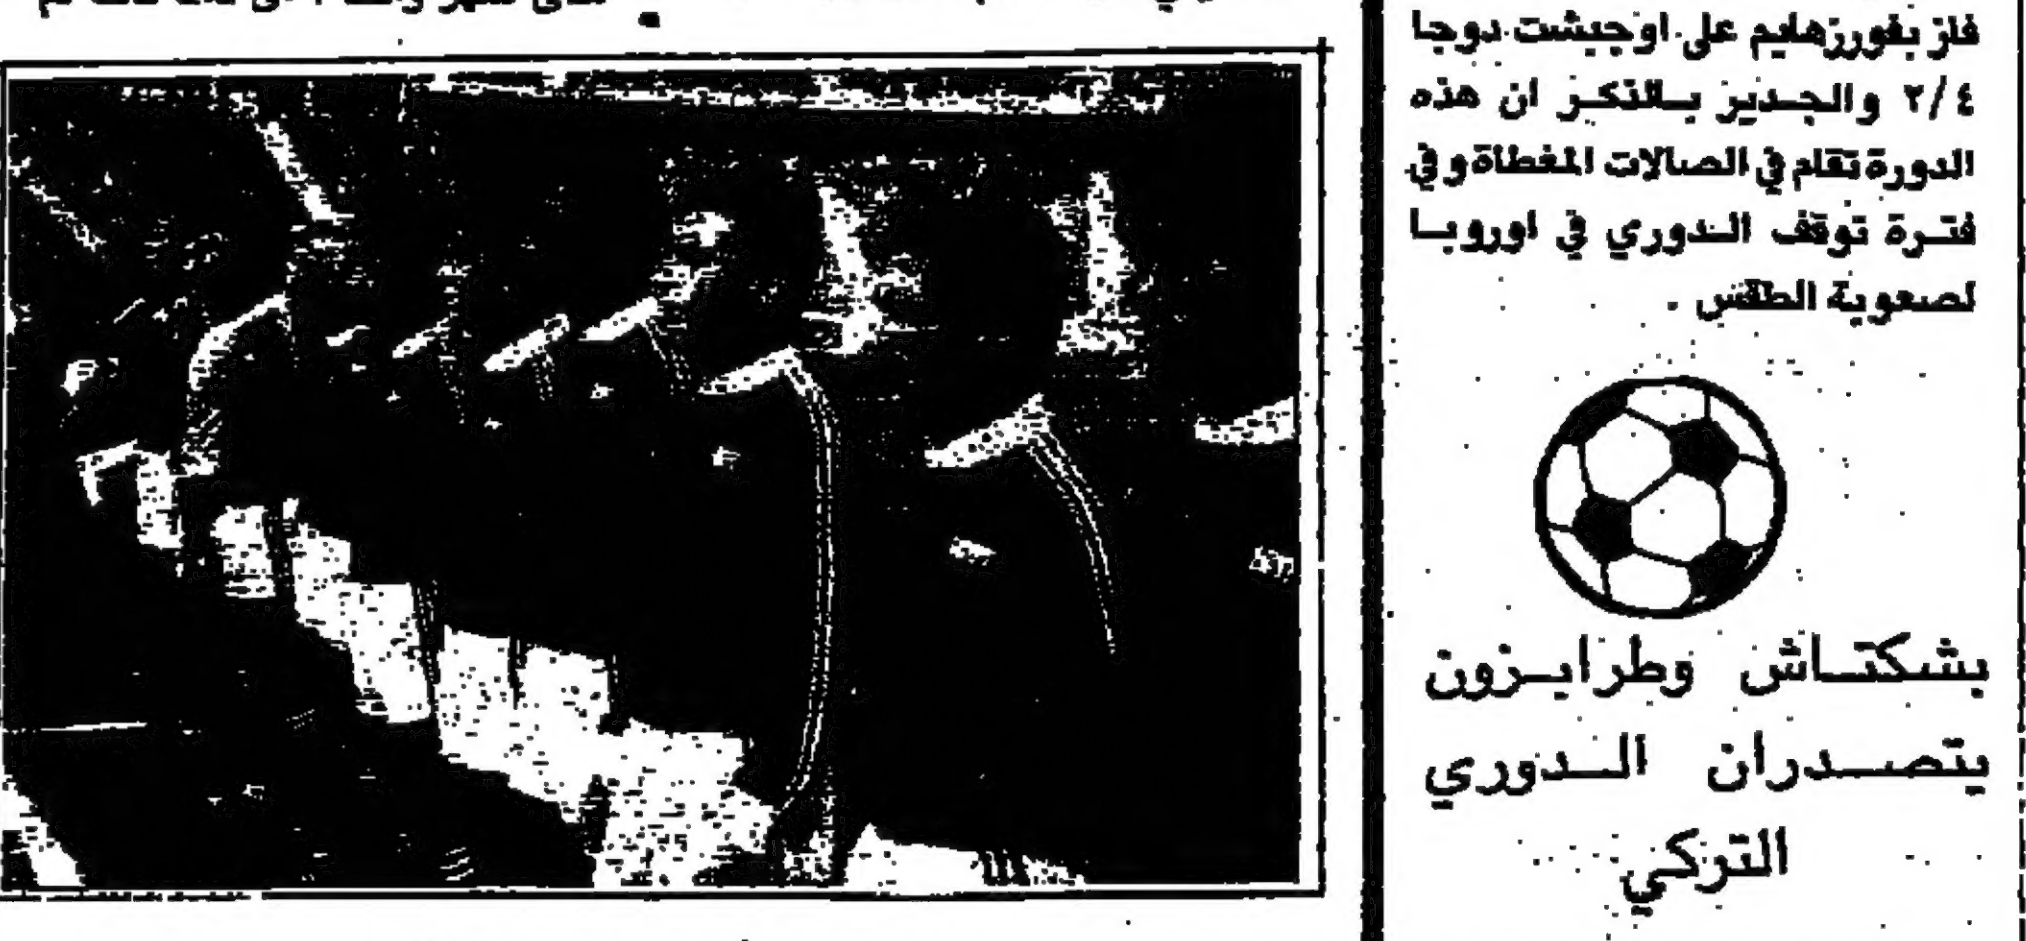 فاز بفورزهايم على اوجبشت دوجا
٢/٤ والجدير بالذكر ان هذه
الدورة تقام في الصالات المغطاة وفي
فترة توقف الدوري في اوروبا
لصعوبة الطقس .
بشكتاش وطرابزون
يتصدران الدوري
التركي